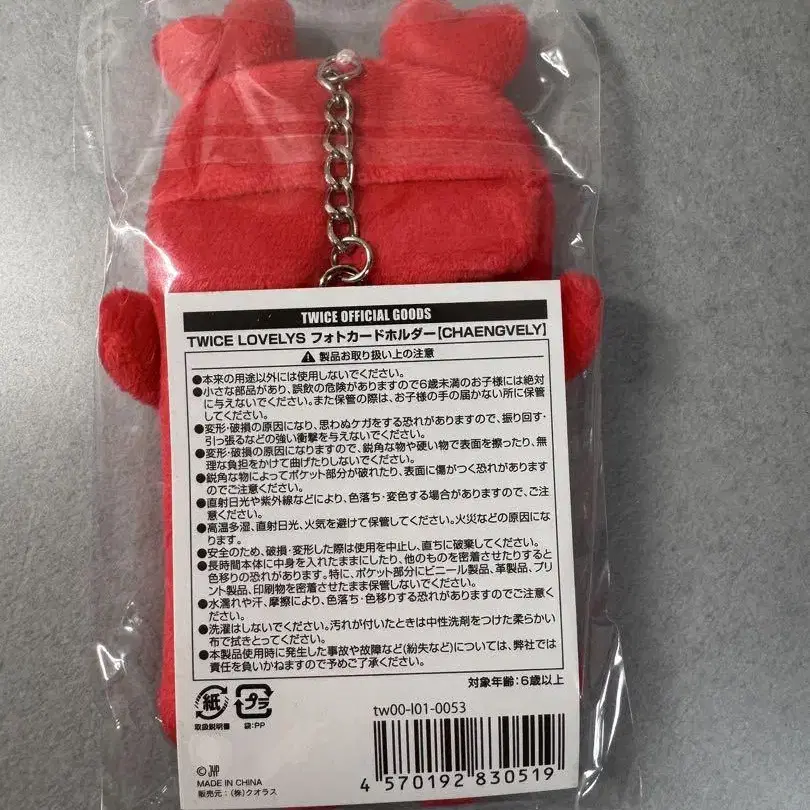 TWICE OFFICIAL GOODS
TWICE LOVELYS フォトカードホルダー【CHAENGVELY】
⚠ 製品お取り扱い上の注意
●本来の用途以外には使用しないでください。
●小さな部品があり、誤飲の危険がありますので6歳未満のお子様には絶対
に与えないでください。また保管の際は、お子様の手の届かない所に保管
してください。
●変形・破損の原因になり、思わぬケガをする恐れがありますので、振り回す・
引っ張るなどの強い衝撃を与えないでください。
●変形・破損の原因になりますので、鋭角な物や硬い物で表面を擦ったり、無
理な負担をかけて曲げたりしないでください。
●鋭角な物によってポケット部分が破れたり、表面に傷がつく恐れがあります
のでご注意ください。
●直射日光や紫外線などにより、色落ち・変色する場合がありますので、ご注
意ください。
●高温多湿、直射日光、火気を避けて保管してください。火災などの原因にな
ります。
●安全のため、破損・変形した際は使用を中止し、直ちに破棄してください。
●長時間本体に中身を入れたままにしたり、他のものを密着させたりすると
色移りの恐れがあります。特に、ポケット部分にビニール製品、革製品、プリ
ント製品、印刷物を密着させたまま保管しないでください。
●水濡れや汗、摩擦により、色落ち・色移りする恐れがありますのでご注意く
ださい。
●洗濯はしないでください。汚れが付いたときは中性洗剤をつけた柔らかい
布で拭きとってください。
●本製品使用時に発生した事故や故障など(紛失など)については、弊社では
責任を負いかねますので予めご了承ください。
対象年齢:6歳以上
紙 プラ
取扱説明書 袋:PP
tw00-l01-0053
©JYP
MADE IN CHINA
販売元:(株)クオラス
4 570192 830519